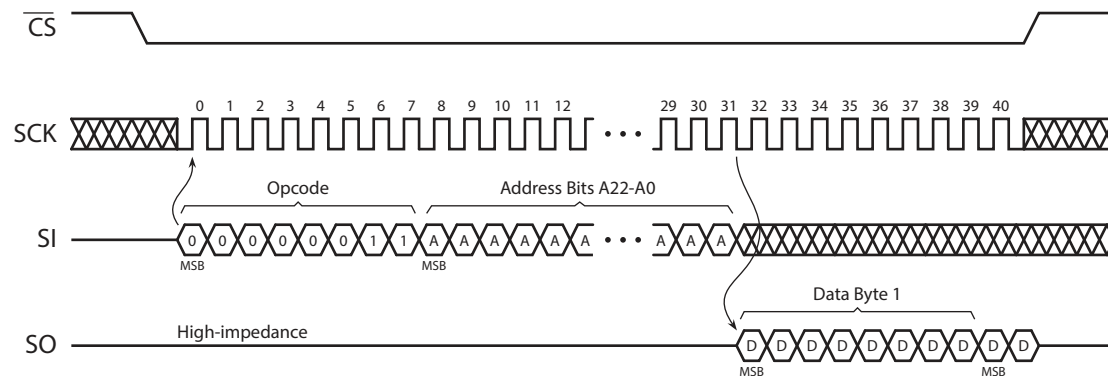 CS
0 1 2 3 4 5 6 7 8 9 10 11 12 29 30 31 32 33 34 35 36 37 38 39 40
SCK
Opcode Address Bits A22-A0
SI 0 0 0 0 0 0 1 1 A A A A A A A A A
MSB MSB
Data Byte 1
High-impedance
SO D D D D D D D D D D
MSB MSB